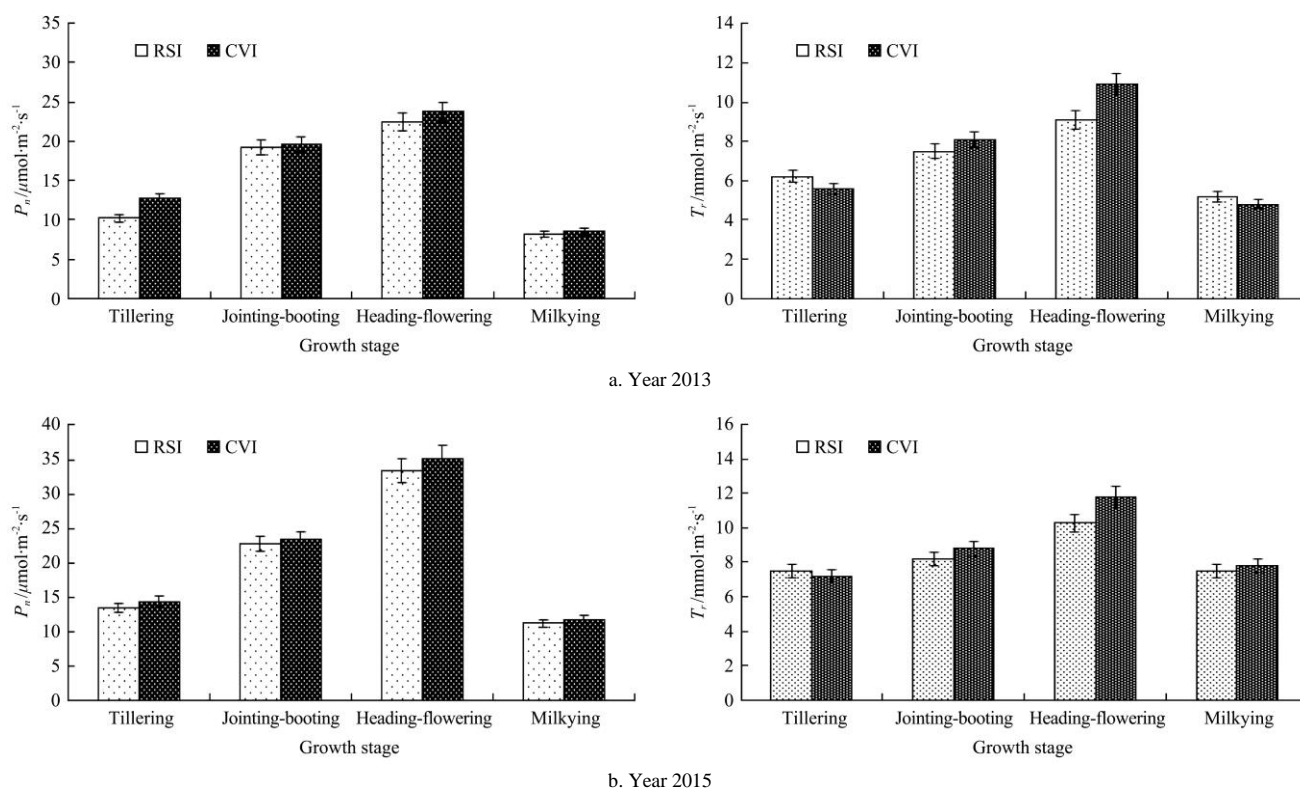 35
30
25
20
15
10
5
0
Pₙ/μmol·m⁻²·s⁻¹
RSI CVI
Tillering Jointing-booting Heading-flowering Milkying
Growth stage
14
12
10
8
6
4
2
0
Tᵣ/mmol·m⁻²·s⁻¹
RSI CVI
Tillering Jointing-booting Heading-flowering Milkying
Growth stage
a. Year 2013
40
35
30
25
20
15
10
5
0
Pₙ/μmol·m⁻²·s⁻¹
RSI CVI
Tillering Jointing-booting Heading-flowering Milkying
Growth stage
16
14
12
10
8
6
4
2
0
Tᵣ/mmol·m⁻²·s⁻¹
RSI CVI
Tillering Jointing-booting Heading-flowering Milkying
Growth stage
b. Year 2015